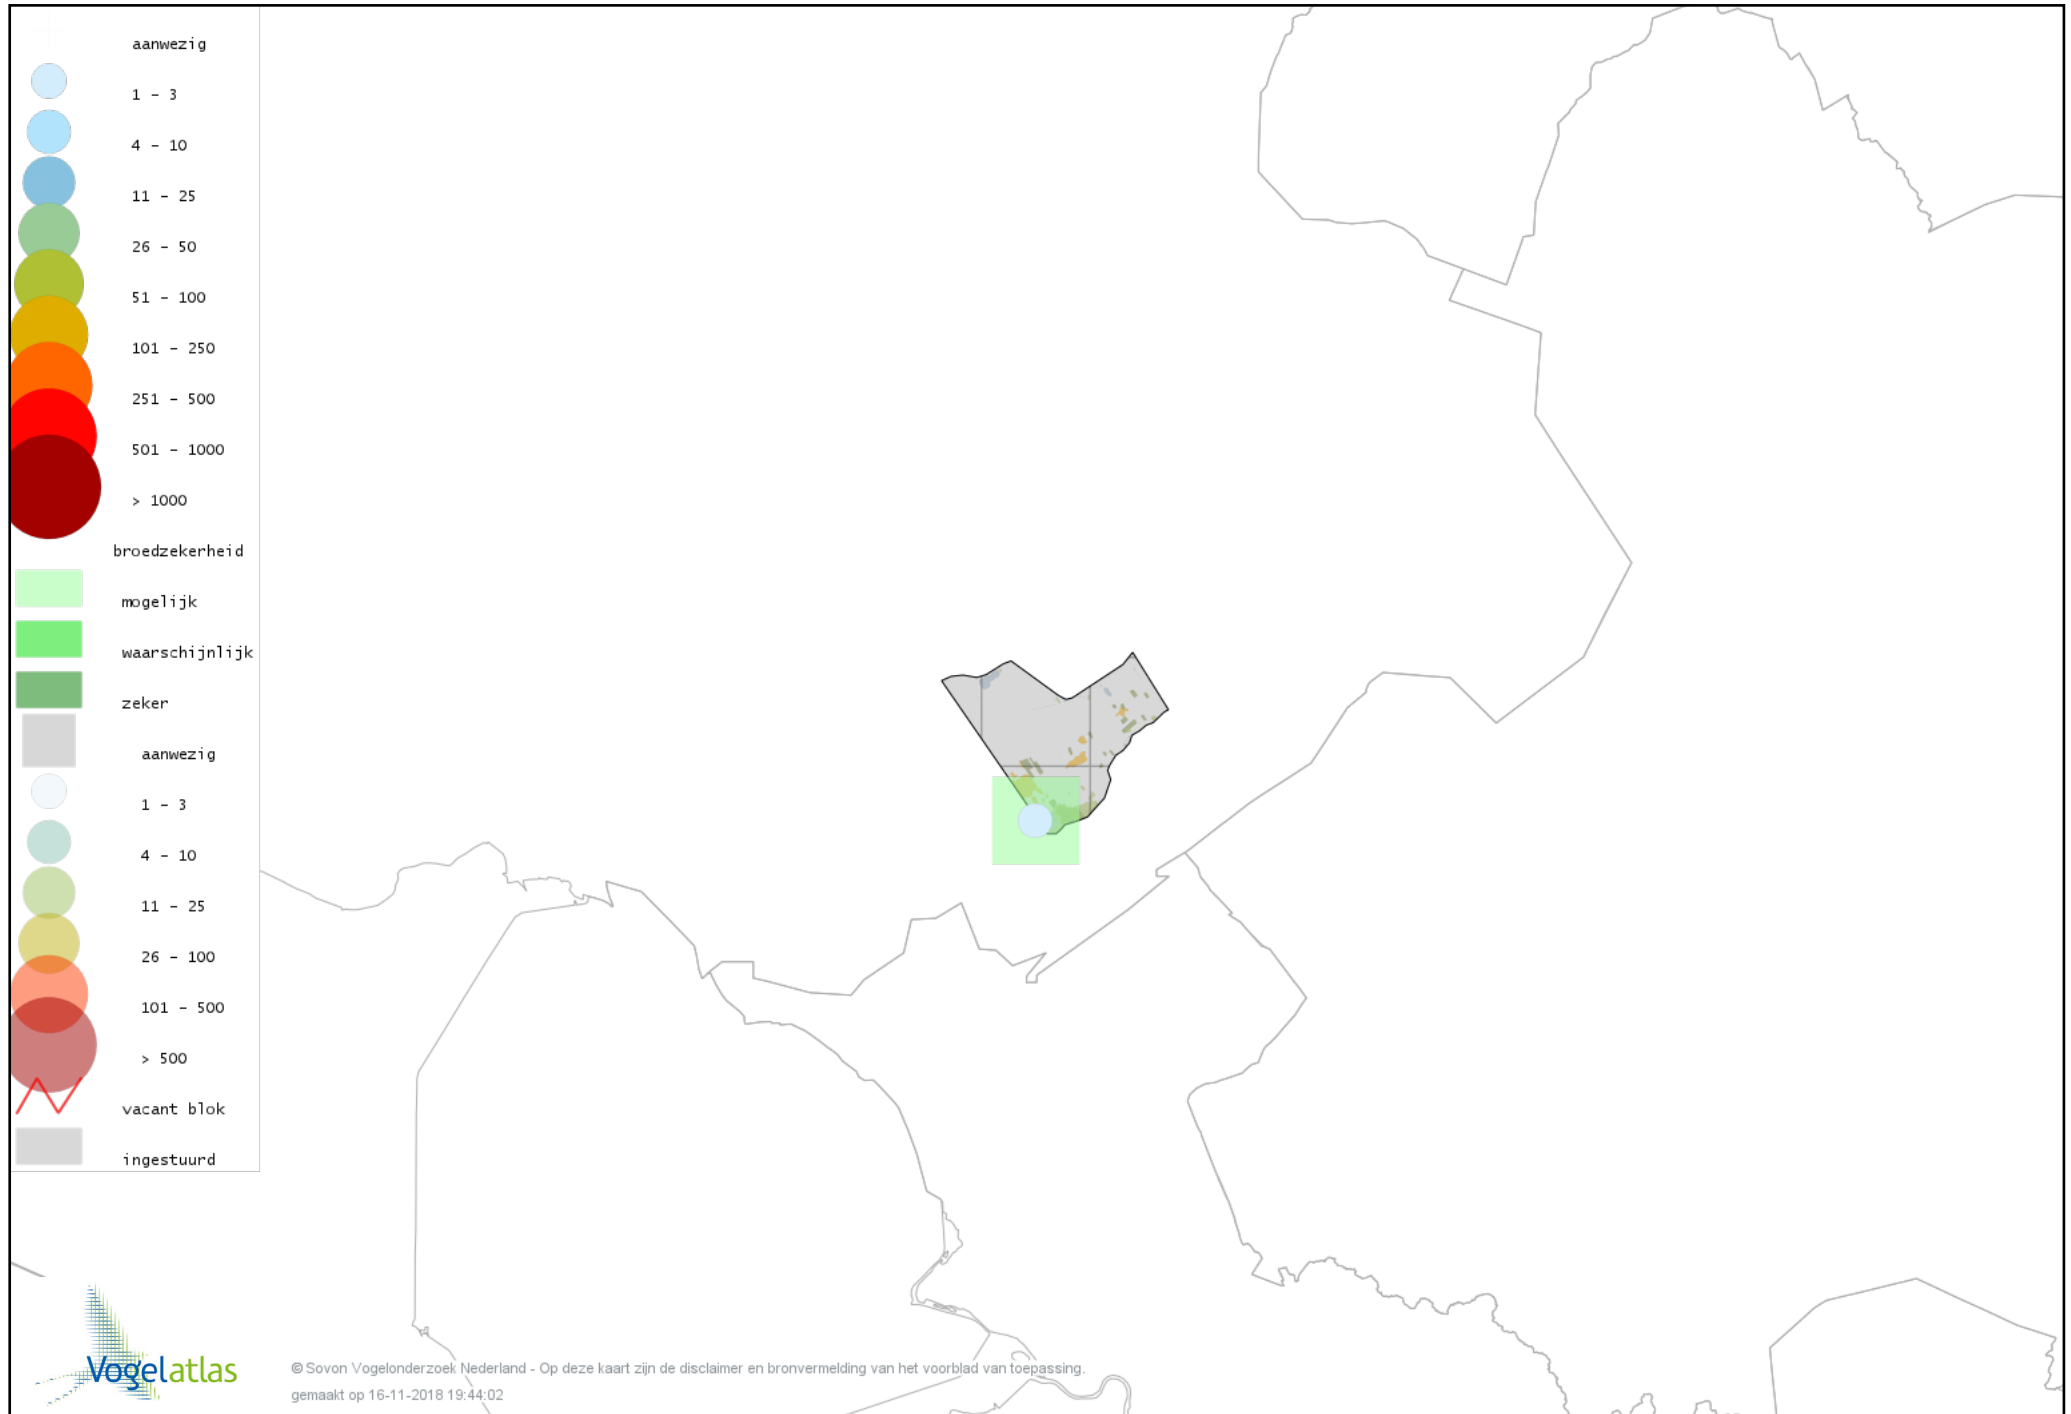 aanwezig
1 - 3
4 - 10
11 - 25
26 - 50
51 - 100
101 - 250
251 - 500
501 - 1000
> 1000
broedzekerheid
mogelijk
waarschijnlijk
zeker
aanwezig
1 - 3
4 - 10
11 - 25
26 - 100
101 - 500
> 500
vacant blok
ingestuurd
Vogelatlas
© Sovon Vogelonderzoek Nederland - Op deze kaart zijn de disclaimer en bronvermelding van het voorblad van toepassing.
gemaakt op 16-11-2018 19:44:02